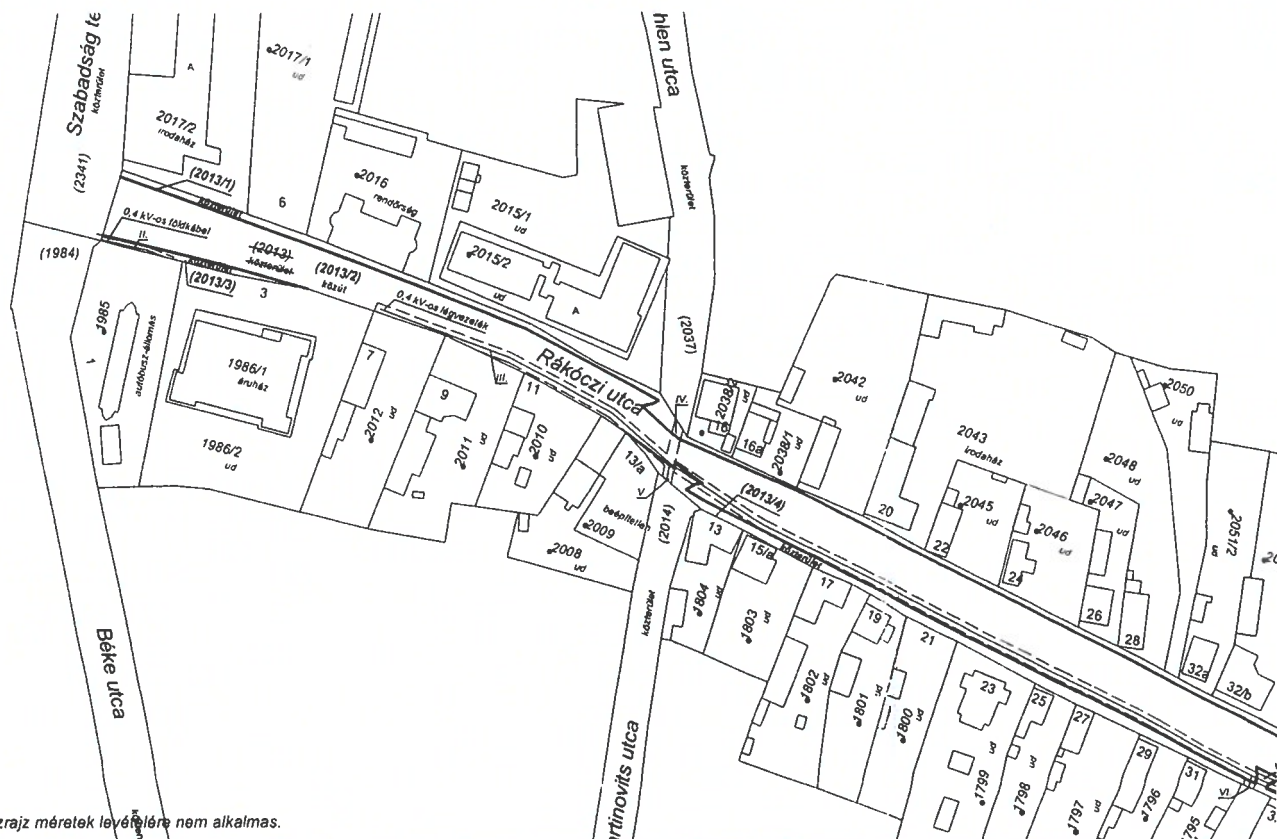 Szabadság te
közterület
(2341)
A
2017/2
irodaház
2017/1
ud
hlen utca
közterület
(2013/1)
közterület
6
2016
rendőrség
2015/1
ud
2015/2
ud
A
0,4 kV-os földkábel
II.
(2013)
közterület
(2013/2)
közút
(1984)
közterület
(2013/3)
3
0,4 kV-os légvezeték
1985
1
autóbusz-állomás
1986/1
áruház
1986/2
ud
7
2012
ud
9
2011
ud
III.
11
2010
ud
Rákóczi utca
13/a
beépítetlen
2009
2008
ud
(2037)
IV.
V.
(2014)
közterület
2038/2
ud
16a
2038/1
ud
2042
ud
20
2043
irodaház
22
2045
ud
24
2046
ud
2048
ud
2047
26
28
2050
ud
2051/2
ud
32a
32/b
(2013/4)
közterület
13
1804
ud
15/a
1803
ud
17
1802
ud
19
1801
ud
21
1800
ud
23
1799
ud
25
1798
ud
27
1797
ud
29
1796
ud
31
VI.
Béke utca
rtinovits utca
zrajz méretek levételére nem alkalmas.